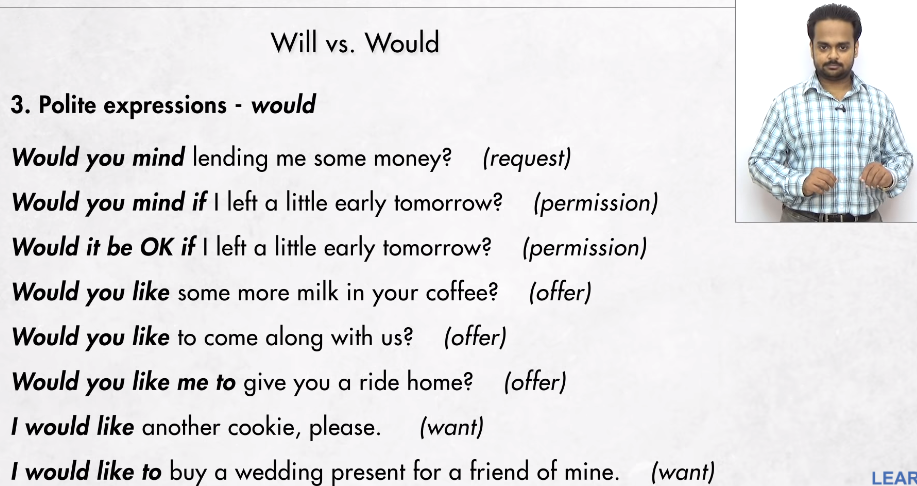 Will vs. Would
3. Polite expressions - would
Would you mind lending me some money? (request)
Would you mind if I left a little early tomorrow? (permission)
Would it be OK if I left a little early tomorrow? (permission)
Would you like some more milk in your coffee? (offer)
Would you like to come along with us? (offer)
Would you like me to give you a ride home? (offer)
I would like another cookie, please. (want)
I would like to buy a wedding present for a friend of mine. (want)
LEAR